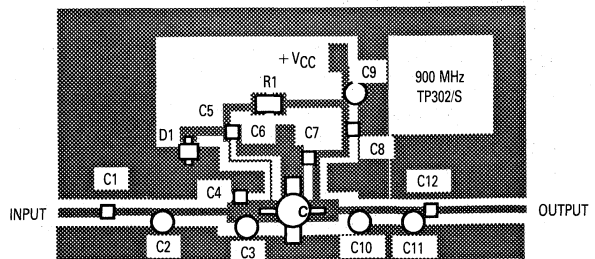 + VCC
C9
900 MHz
TP302/S
R1
C5
C6
C7
D1
C8
C1
C4
C12
INPUT
C
OUTPUT
C2
C3
C10
C11